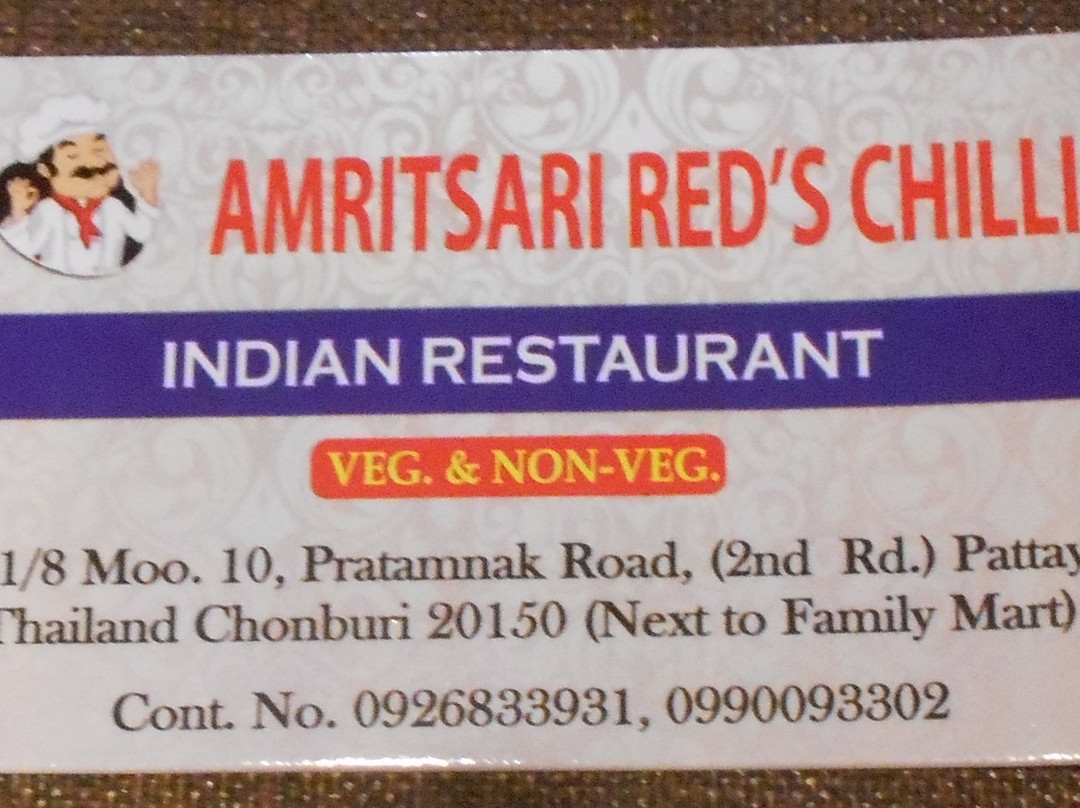 AMRITSARI RED'S CHILLI
INDIAN RESTAURANT
VEG. & NON-VEG.
1/8 Moo. 10, Pratamnak Road, (2nd Rd.) Pattay
Thailand Chonburi 20150 (Next to Family Mart)
Cont. No. 0926833931, 0990093302